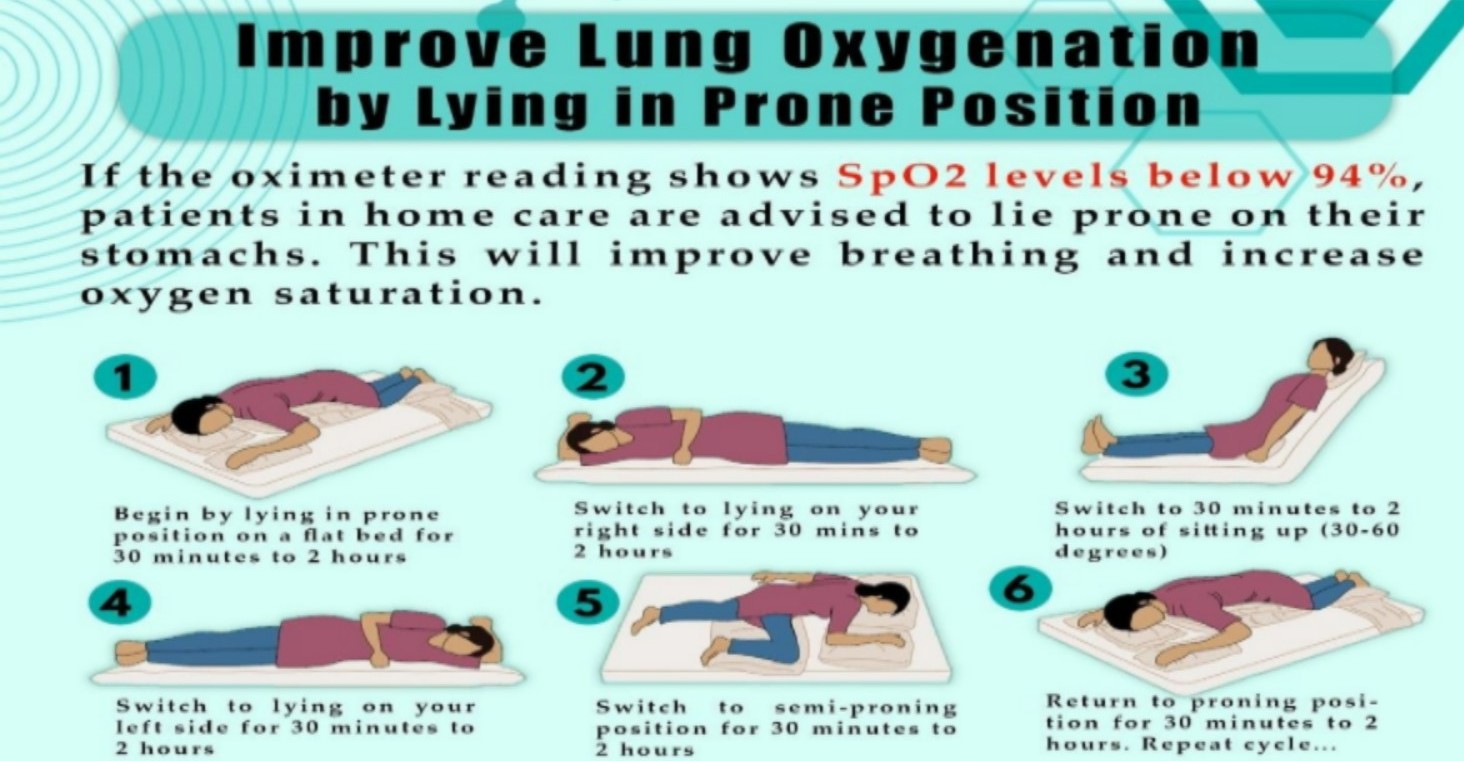 Improve Lung Oxygenation
by Lying in Prone Position
If the oximeter reading shows SpO2 levels below 94%,
patients in home care are advised to lie prone on their
stomachs. This will improve breathing and increase
oxygen saturation.
1
Begin by lying in prone
position on a flat bed for
30 minutes to 2 hours
2
Switch to lying on your
right side for 30 mins to
2 hours
3
Switch to 30 minutes to 2
hours of sitting up (30-60
degrees)
4
Switch to lying on your
left side for 30 minutes to
2 hours
5
Switch to semi-proning
position for 30 minutes to
2 hours
6
Return to proning posi-
tion for 30 minutes to 2
hours. Repeat cycle...